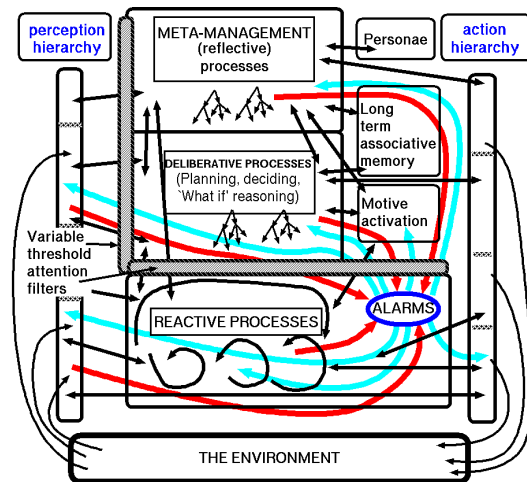 perception
hierarchy
META-MANAGEMENT
(reflective)
processes
Personae
action
hierarchy
Long
term
associative
memory
DELIBERATIVE PROCESSES
(Planning, deciding,
'What if' reasoning)
Motive
activation
Variable
threshold
attention
filters
REACTIVE PROCESSES
ALARMS
THE ENVIRONMENT